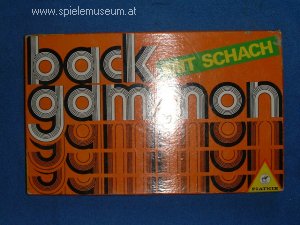 www.spielemuseum.at
back
MIT SCHACH
gammon
PIATNIK